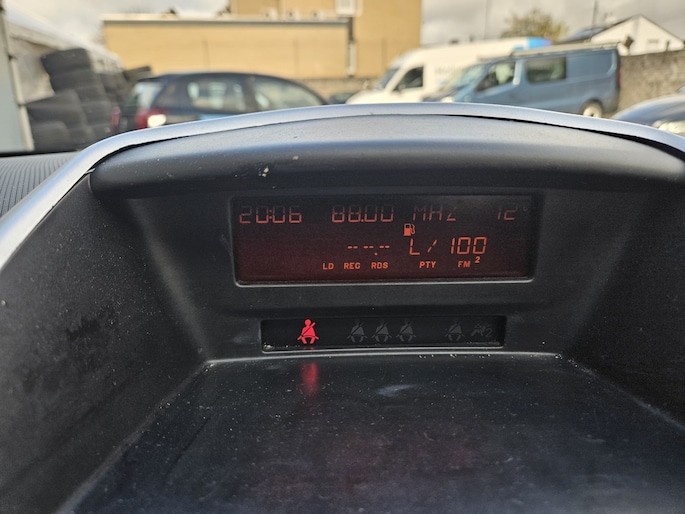 20:06 88.00 MHZ 12°
--.-- L/100
LD REC RDS PTY FM 2